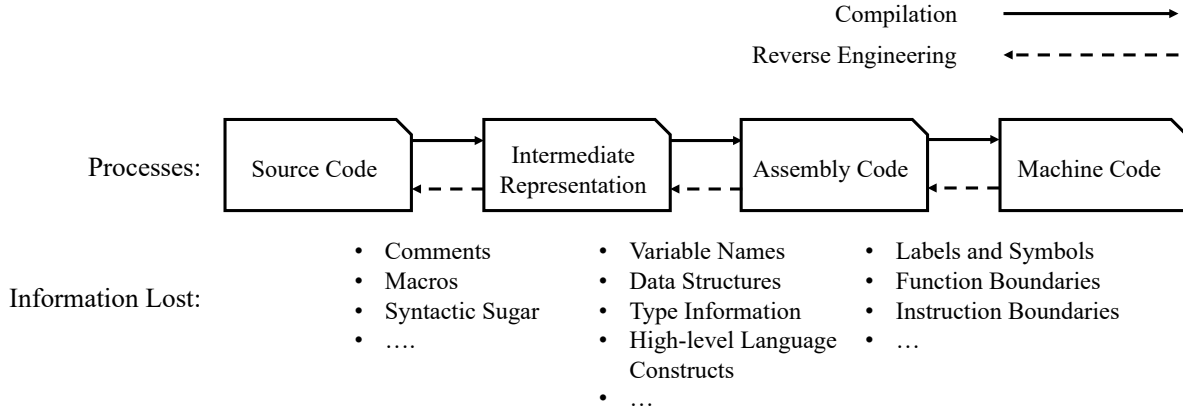 Compilation
Reverse Engineering
Processes:
Source Code
Intermediate
Representation
Assembly Code
Machine Code
Information Lost:
• Comments
• Macros
• Syntactic Sugar
• ….
• Variable Names
• Data Structures
• Type Information
• High-level Language
Constructs
• …
• Labels and Symbols
• Function Boundaries
• Instruction Boundaries
• …